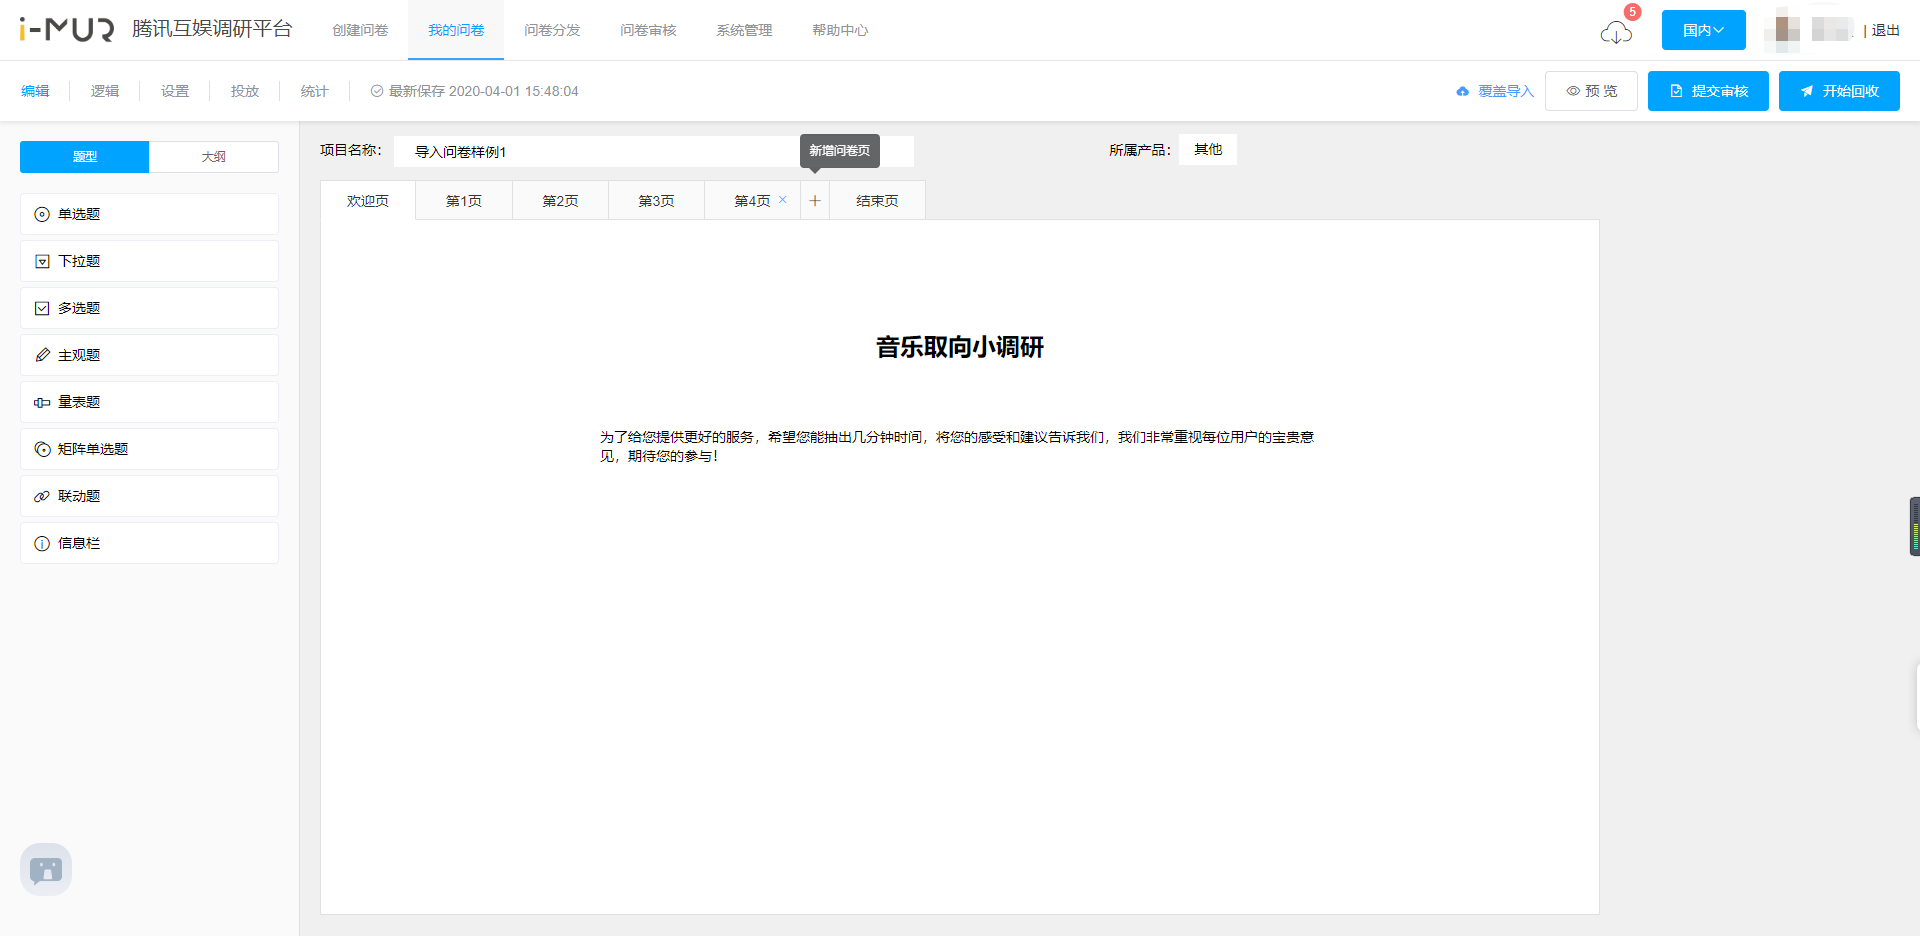 i-MUR 腾讯互娱调研平台 创建问卷 我的问卷 问卷分发 问卷审核 系统管理 帮助中心 5 国内 | 退出
编辑 逻辑 设置 投放 统计 最新保存 2020-04-01 15:48:04 覆盖导入 预 览 提交审核 开始回收
题型 大纲
单选题
下拉题
多选题
主观题
量表题
矩阵单选题
联动题
信息栏
项目名称： 导入问卷样例1 新增问卷页 所属产品： 其他
欢迎页 第1页 第2页 第3页 第4页 × + 结束页
音乐取向小调研
为了给您提供更好的服务，希望您能抽出几分钟时间，将您的感受和建议告诉我们，我们非常重视每位用户的宝贵意
见，期待您的参与！